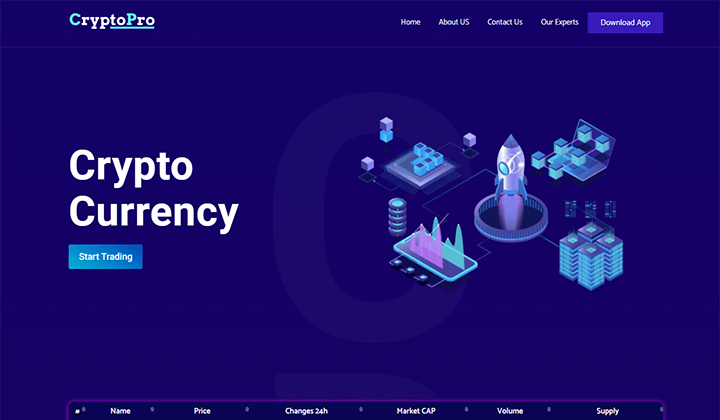 CryptoPro
Home About US Contact Us Our Experts Download App
Crypto
Currency
Start Trading
# Name Price Changes 24h Market CAP Volume Supply